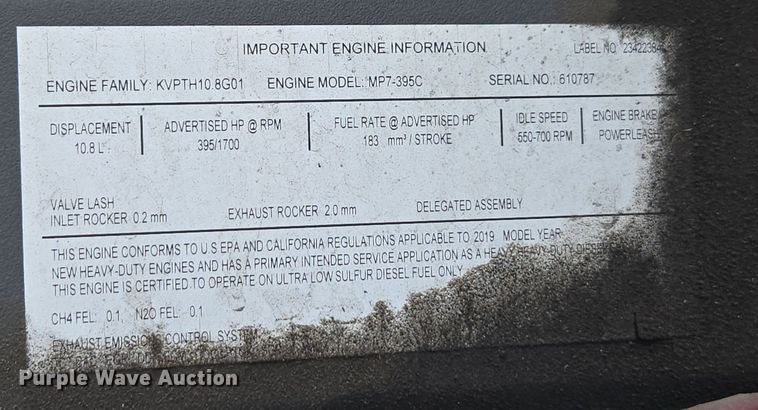 IMPORTANT ENGINE INFORMATION LABEL NO. 23422384
ENGINE FAMILY: KVPTH10.8G01 ENGINE MODEL: MP7-395C SERIAL NO.: 610787
DISPLACEMENT ADVERTISED HP @ RPM FUEL RATE @ ADVERTISED HP IDLE SPEED ENGINE BRAKE
10.8 L 395/1700 183 mm³ / STROKE 650-700 RPM POWERLEASH
VALVE LASH
INLET ROCKER 0.2 mm EXHAUST ROCKER 2.0 mm DELEGATED ASSEMBLY
THIS ENGINE CONFORMS TO U S EPA AND CALIFORNIA REGULATIONS APPLICABLE TO 2019 MODEL YEAR
NEW HEAVY-DUTY ENGINES AND HAS A PRIMARY INTENDED SERVICE APPLICATION AS A HEAVY HEAVY-DUTY DIESEL
THIS ENGINE IS CERTIFIED TO OPERATE ON ULTRA LOW SULFUR DIESEL FUEL ONLY
CH4 FEL: 0.1 N2O FEL: 0.1
EXHAUST EMISSION CONTROL SYSTEM
Purple Wave Auction